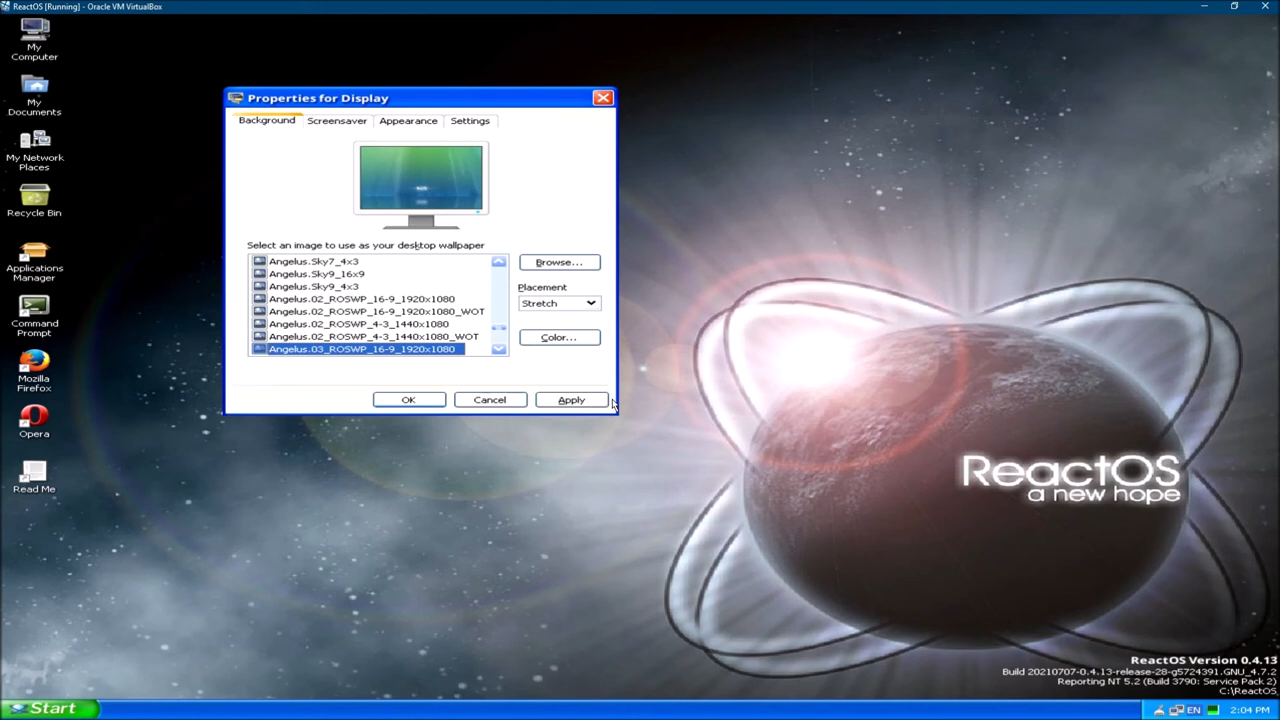 ReactOS [Running] - Oracle VM VirtualBox
My
Computer
My
Documents
My Network
Places
Recycle Bin
Applications
Manager
Command
Prompt
Mozilla
Firefox
Opera
Read Me
Properties for Display
Background
Screensaver
Appearance
Settings
Select an image to use as your desktop wallpaper
Angelus.Sky7_4x3
Angelus.Sky9_16x9
Angelus.Sky9_4x3
Angelus.02_ROSWP_16-9_1920x1080
Angelus.02_ROSWP_16-9_1920x1080_WOT
Angelus.02_ROSWP_4-3_1440x1080
Angelus.02_ROSWP_4-3_1440x1080_WOT
Angelus.03_ROSWP_16-9_1920x1080
Browse...
Placement
Stretch
Color...
OK
Cancel
Apply
ReactOS
a new hope
ReactOS Version 0.4.13
Build 20210707-0.4.13-release-28-g5724391.GNU_4.7.2
Reporting NT 5.2 (Build 3790: Service Pack 2)
C:\ReactOS
Start
EN
2:04 PM